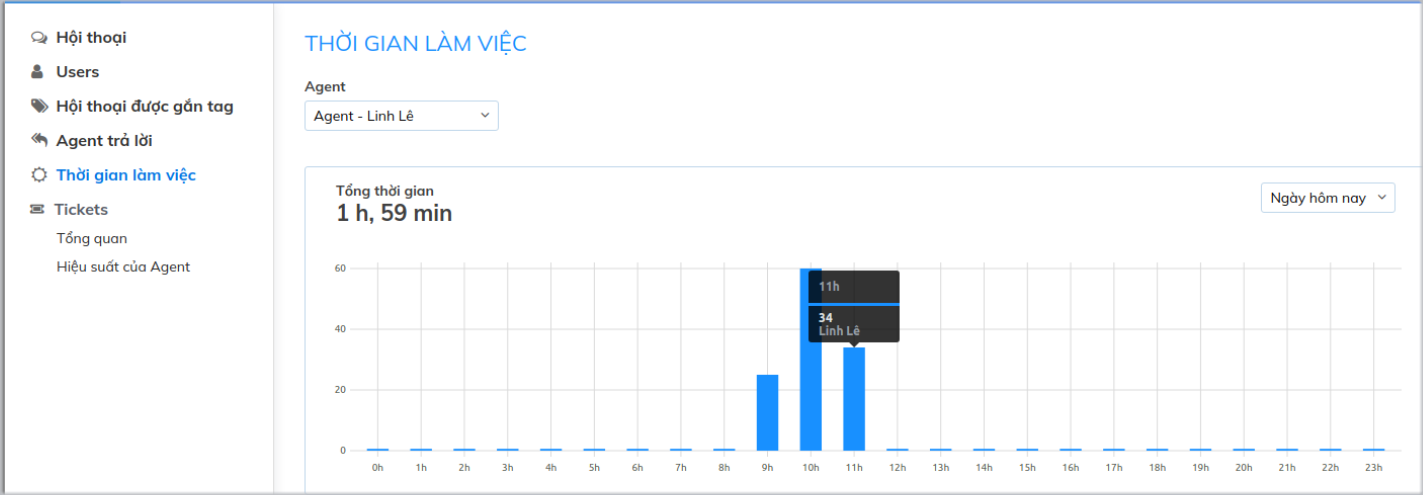 Hội thoại
Users
Hội thoại được gắn tag
Agent trả lời
Thời gian làm việc
Tickets
Tổng quan
Hiệu suất của Agent
THỜI GIAN LÀM VIỆC
Agent
Agent - Linh Lê
Tổng thời gian
1 h, 59 min
Ngày hôm nay
60
40
20
0
11h
34
Linh Lê
0h 1h 2h 3h 4h 5h 6h 7h 8h 9h 10h 11h 12h 13h 14h 15h 16h 17h 18h 19h 20h 21h 22h 23h